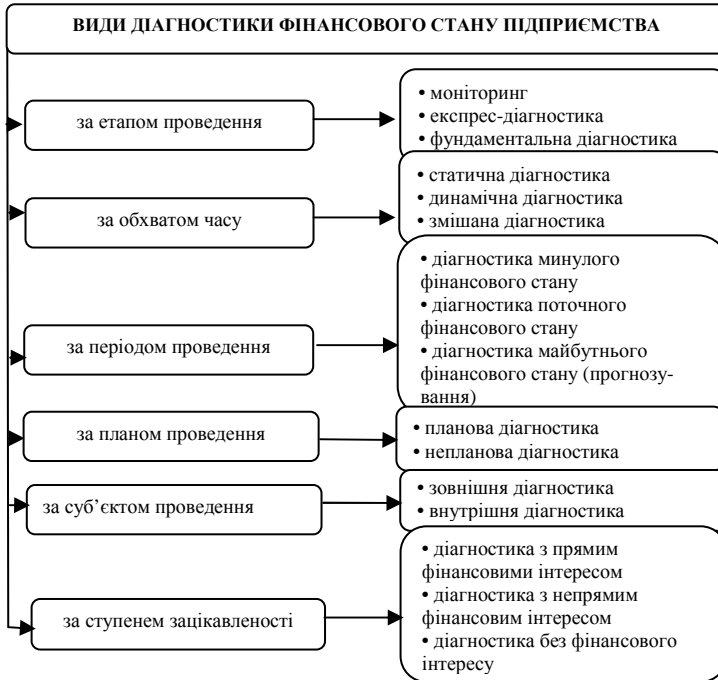 ВИДИ ДІАГНОСТИКИ ФІНАНСОВОГО СТАНУ ПІДПРИЄМСТВА
за етапом проведення
• моніторинг
• експрес-діагностика
• фундаментальна діагностика
за обхватом часу
• статична діагностика
• динамічна діагностика
• змішана діагностика
за періодом проведення
• діагностика минулого
фінансового стану
• діагностика поточного
фінансового стану
• діагностика майбутнього
фінансового стану (прогнозу-
вання)
за планом проведення
• планова діагностика
• непланова діагностика
за суб’єктом проведення
• зовнішня діагностика
• внутрішня діагностика
за ступенем зацікавленості
• діагностика з прямим
фінансовими інтересом
• діагностика з непрямим
фінансовим інтересом
• діагностика без фінансового
інтересу